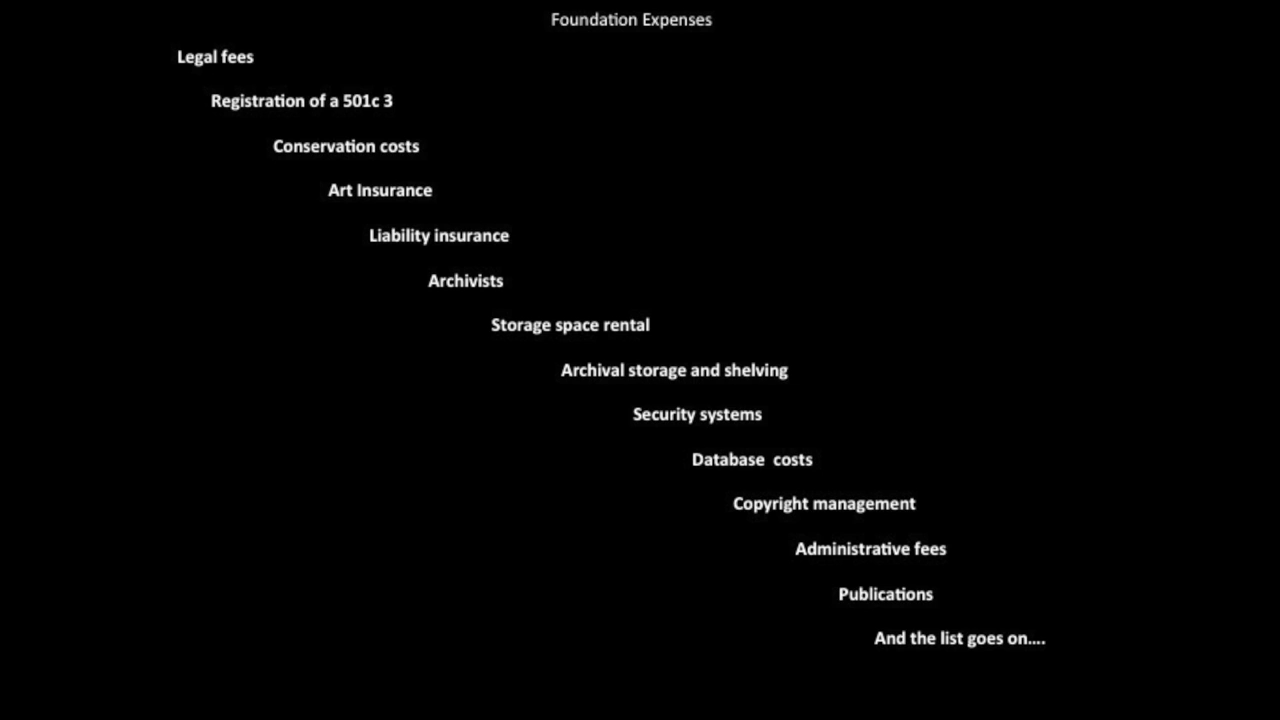 Foundation Expenses
Legal fees
Registration of a 501c 3
Conservation costs
Art Insurance
Liability insurance
Archivists
Storage space rental
Archival storage and shelving
Security systems
Database  costs
Copyright management
Administrative fees
Publications
And the list goes on....